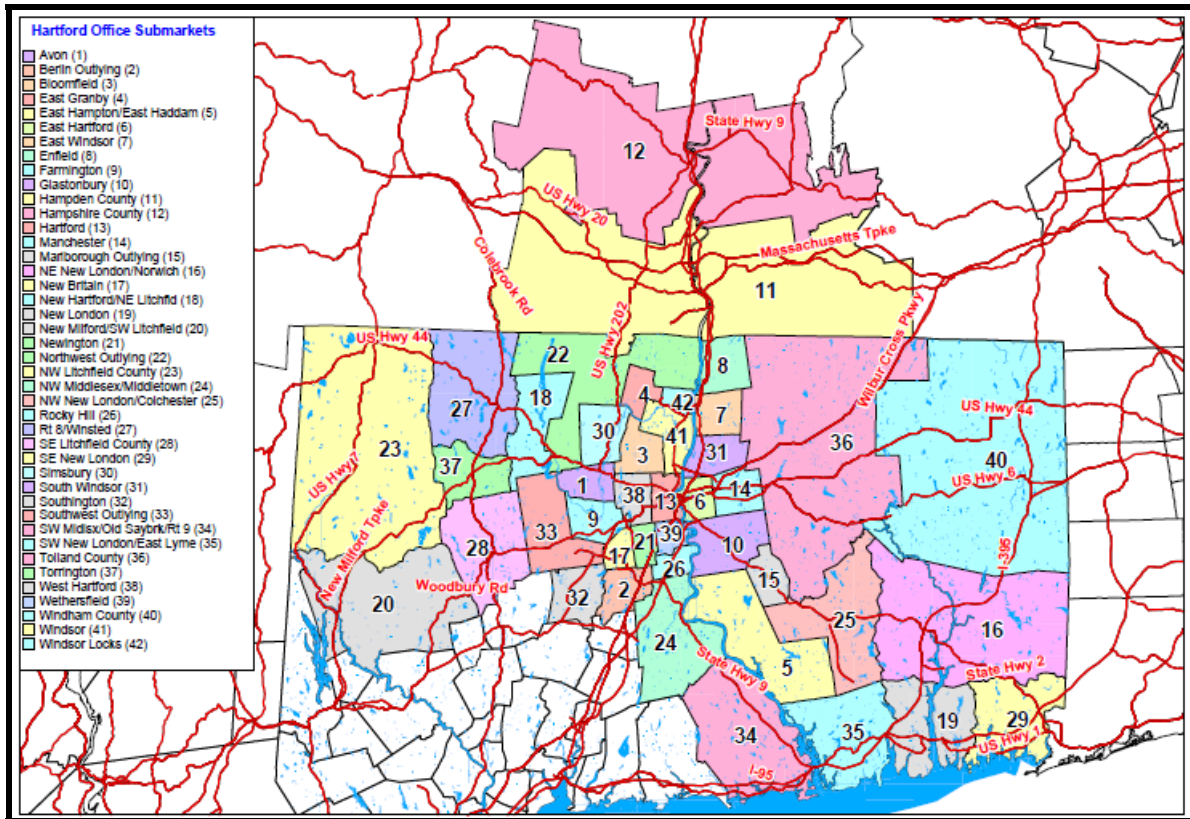 Hartford Office Submarkets
Avon (1)
Berlin Outlying (2)
Bloomfield (3)
East Granby (4)
East Hampton/East Haddam (5)
East Hartford (6)
East Windsor (7)
Enfield (8)
Farmington (9)
Glastonbury (10)
Hampden County (11)
Hampshire County (12)
Hartford (13)
Manchester (14)
Marlborough Outlying (15)
NE New London/Norwich (16)
New Britain (17)
New Hartford/NE Litchfld (18)
New London (19)
New Milford/SW Litchfield (20)
Newington (21)
Northwest Outlying (22)
NW Litchfield County (23)
NW Middlesex/Middletown (24)
NW New London/Colchester (25)
Rocky Hill (26)
Rt 8/Winsted (27)
SE Litchfield County (28)
SE New London (29)
Simsbury (30)
South Windsor (31)
Southington (32)
Southwest Outlying (33)
SW Midlsx/Old Saybrk/Rt 9 (34)
SW New London/East Lyme (35)
Tolland County (36)
Torrington (37)
West Hartford (38)
Wethersfield (39)
Windham County (40)
Windsor (41)
Windsor Locks (42)
State Hwy 9
12
US Hwy 20
Massachusetts Tpke
Colebrook Rd
11
US Hwy 202
Wilbur Cross Pkwy
US Hwy 44
22
8
4
42
18
27
7
US Hwy 44
30
41
23
3
31
36
40
37
US Hwy 6
US Hwy 7
1
38
13
6
14
9
33
39
10
28
17
21
I-395
New Milford Tpke
26
15
Woodbury Rd
20
32
2
25
16
24
5
State Hwy 9
State Hwy 2
34
35
19
29
US Hwy 1
I-95